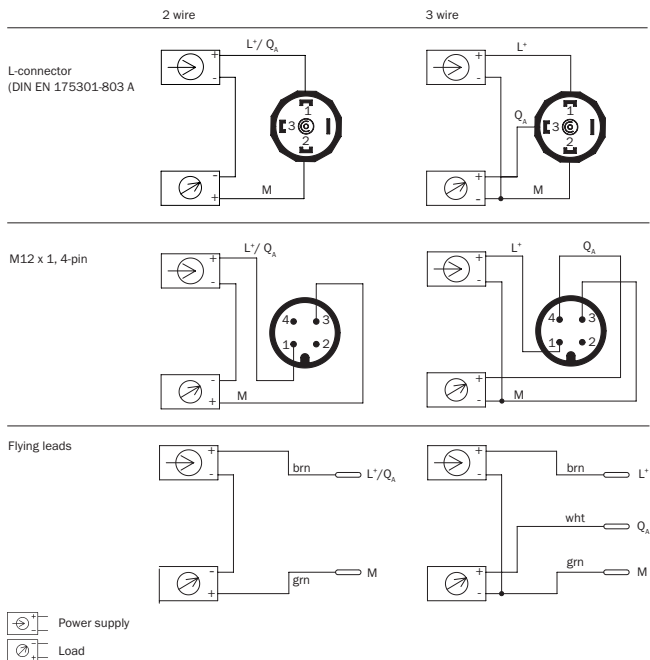 2 wire 3 wire
L-connector
(DIN EN 175301-803 A
L⁺/ Q_A
+
-
1
3
2
-
+
M
L⁺
+
-
Q_A
1
3
2
+
-
M
M12 x 1, 4-pin
L⁺/ Q_A
+
-
4 3
1 2
-
+
M
L⁺ Q_A
+
-
4 3
1 2
+
-
M
Flying leads
+
-
brn L⁺/Q_A
-
+
grn M
+
-
brn L⁺
wht Q_A
+
-
grn M
+
-
Power supply
-
+
Load